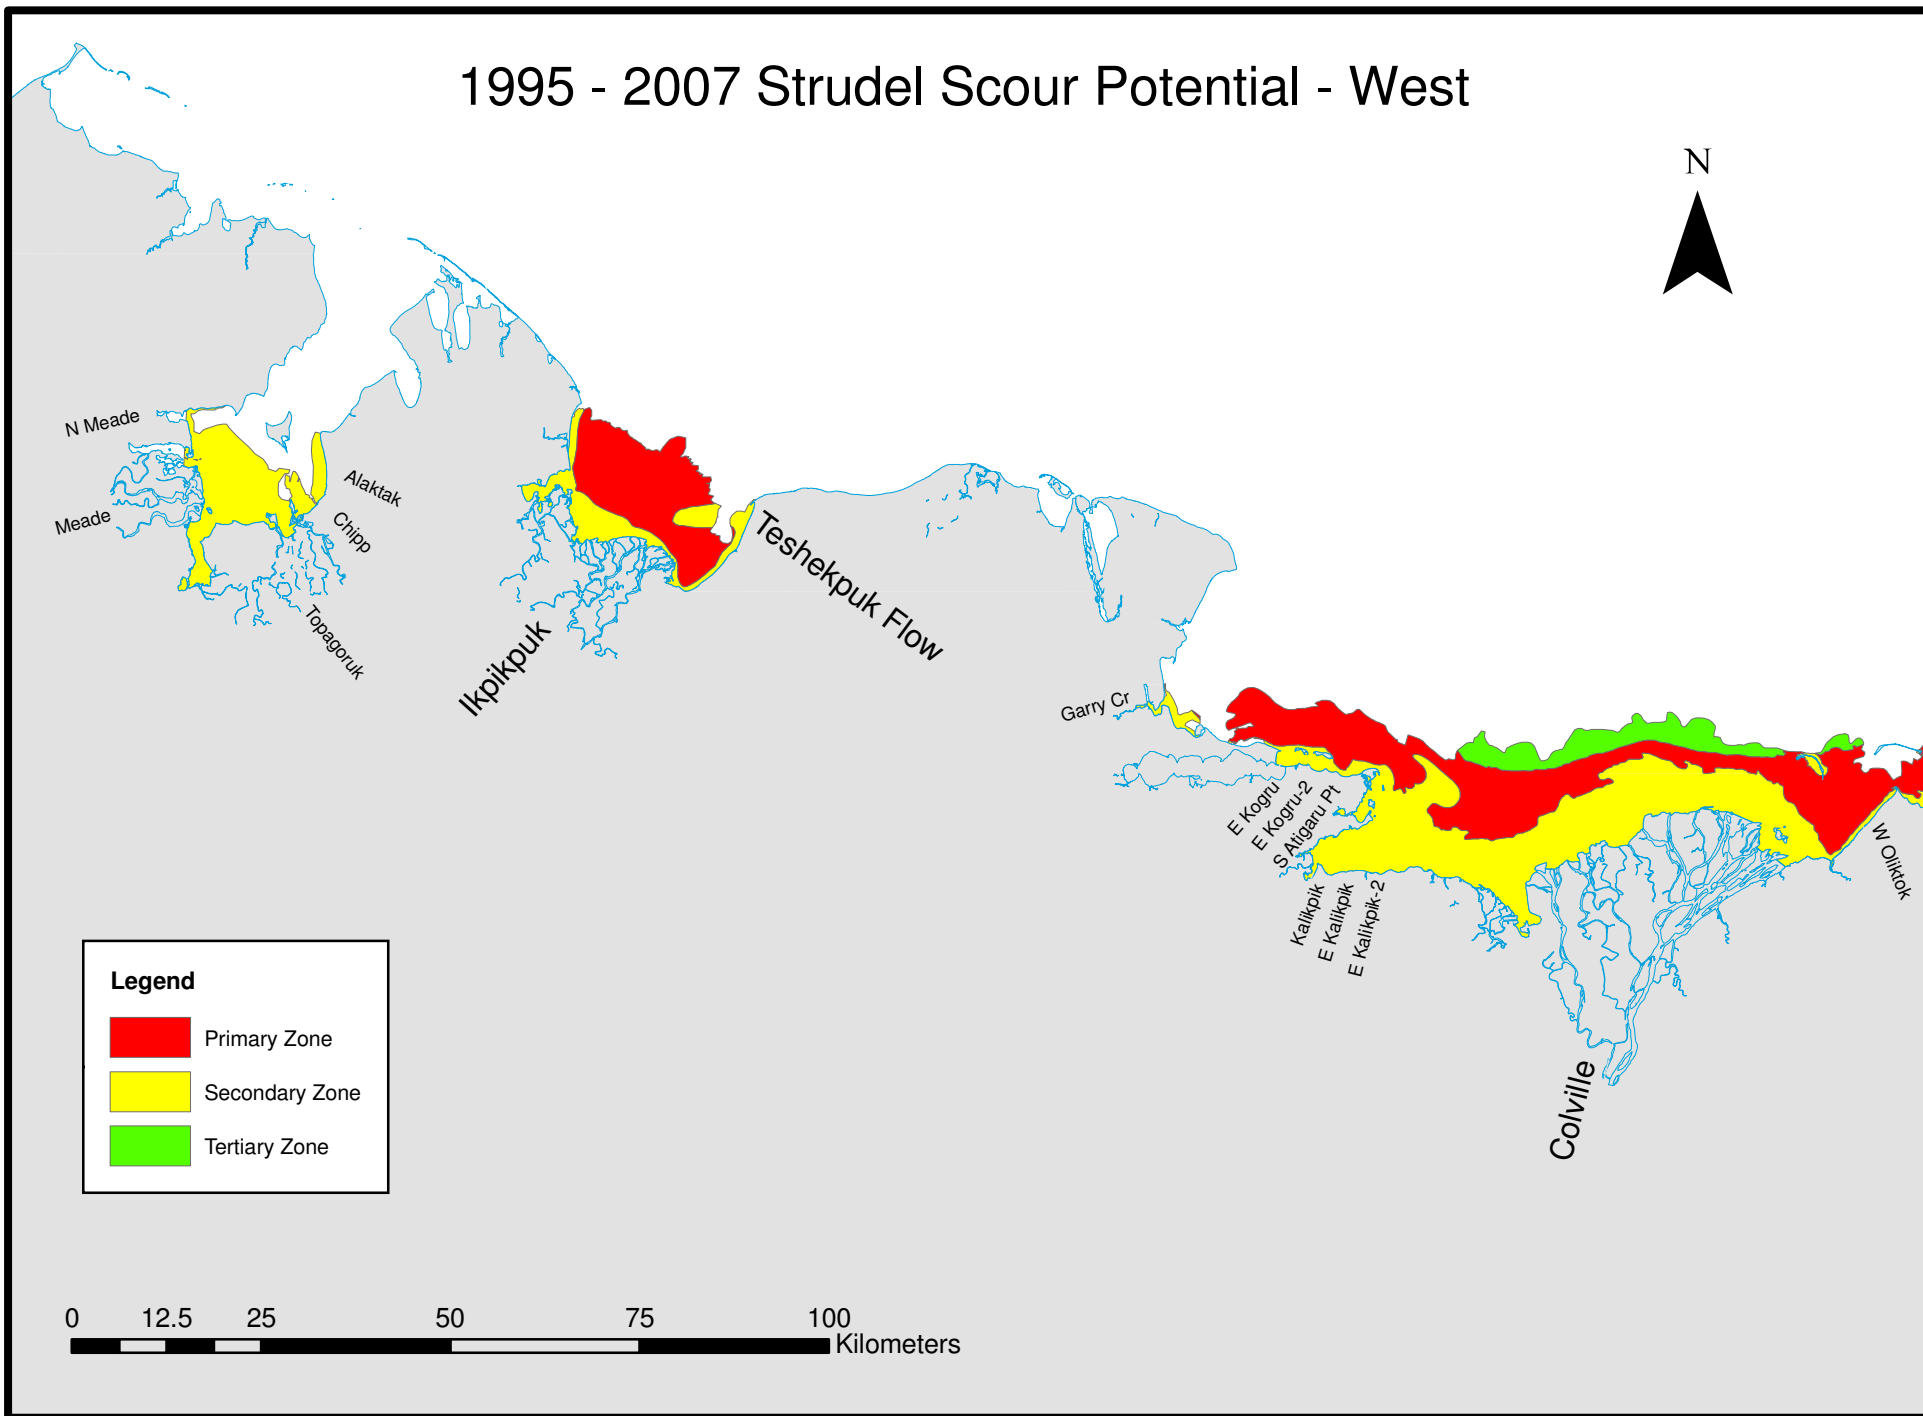 1995 - 2007 Strudel Scour Potential - West
N
N Meade
Meade
Alaktak
Chipp
Topagoruk
Ikpikpuk
Teshekpuk Flow
Garry Cr
E Kogru
E Kogru-2
S Atigaru Pt
Kalikpik
E Kalikpik
E Kalikpik-2
W Oliktok
Colville
Legend
Primary Zone
Secondary Zone
Tertiary Zone
0 12.5 25 50 75 100
Kilometers